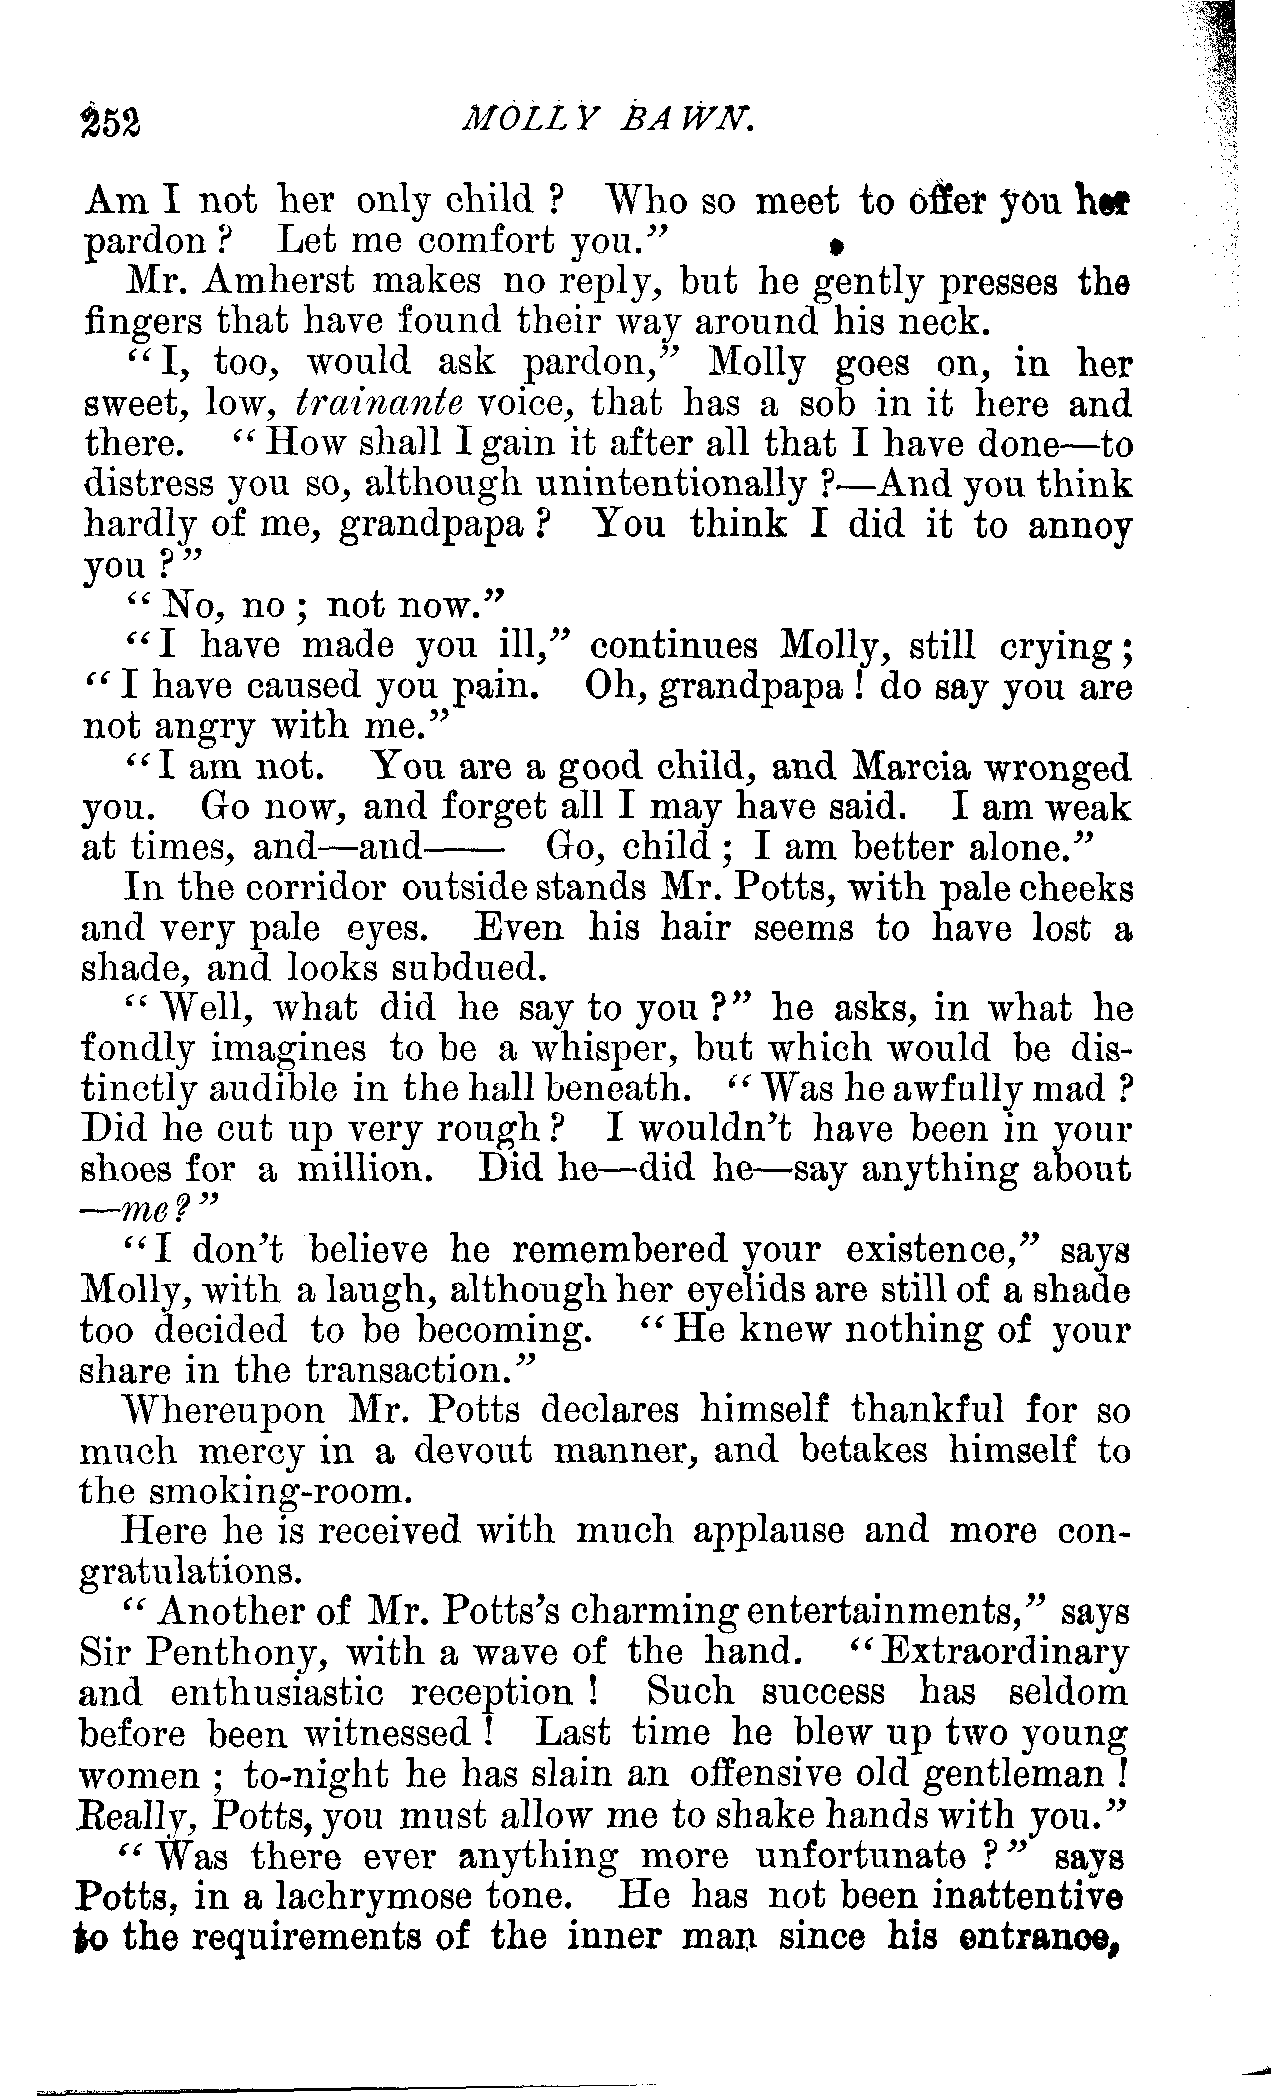 252 MOLLY BAWN.
Am I not her only child ? Who so meet to offer you her
pardon ? Let me comfort you.”
Mr. Amherst makes no reply, but he gently presses the
fingers that have found their way around his neck.
“I, too, would ask pardon,” Molly goes on, in her
sweet, low, trainante voice, that has a sob in it here and
there. “How shall I gain it after all that I have done—to
distress you so, although unintentionally ?—And you think
hardly of me, grandpapa ? You think I did it to annoy
you ?”
“No, no ; not now.”
“I have made you ill,” continues Molly, still crying ;
“I have caused you pain. Oh, grandpapa ! do say you are
not angry with me.”
“I am not. You are a good child, and Marcia wronged
you. Go now, and forget all I may have said. I am weak
at times, and—and—— Go, child ; I am better alone.”
In the corridor outside stands Mr. Potts, with pale cheeks
and very pale eyes. Even his hair seems to have lost a
shade, and looks subdued.
“Well, what did he say to you ?” he asks, in what he
fondly imagines to be a whisper, but which would be dis-
tinctly audible in the hall beneath. “Was he awfully mad ?
Did he cut up very rough ? I wouldn’t have been in your
shoes for a million. Did he—did he—say anything about
—me ?”
“I don’t believe he remembered your existence,” says
Molly, with a laugh, although her eyelids are still of a shade
too decided to be becoming. “He knew nothing of your
share in the transaction.”
Whereupon Mr. Potts declares himself thankful for so
much mercy in a devout manner, and betakes himself to
the smoking-room.
Here he is received with much applause and more con-
gratulations.
“Another of Mr. Potts’s charming entertainments,” says
Sir Penthony, with a wave of the hand. “Extraordinary
and enthusiastic reception ! Such success has seldom
before been witnessed ! Last time he blew up two young
women ; to-night he has slain an offensive old gentleman !
Really, Potts, you must allow me to shake hands with you.”
“Was there ever anything more unfortunate ?” says
Potts, in a lachrymose tone. He has not been inattentive
to the requirements of the inner man since his entrance,